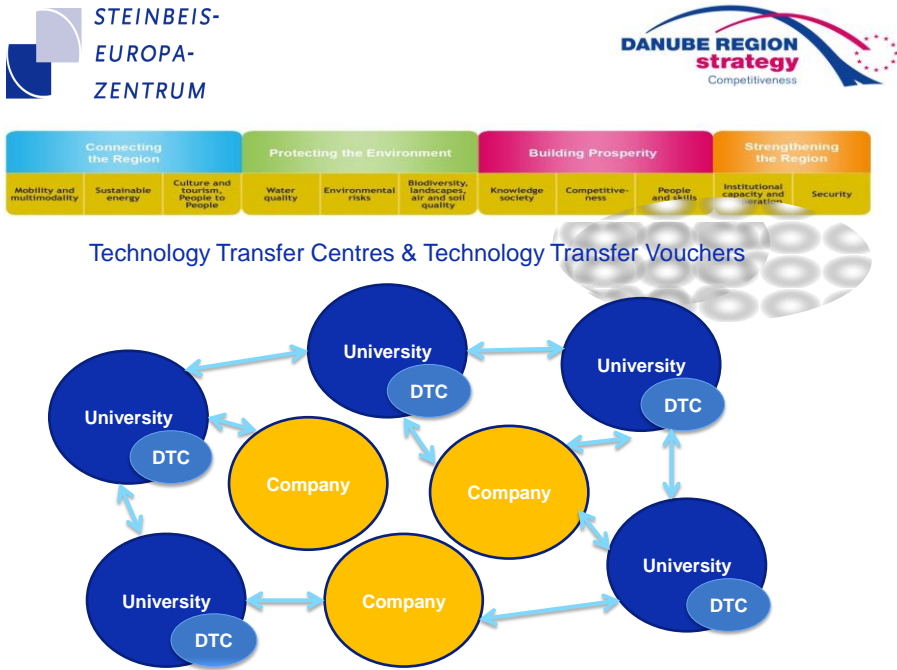 STEINBEIS-
EUROPA-
ZENTRUM
DANUBE REGION
strategy
Competitiveness
Connecting
the Region
Protecting the Environment
Building Prosperity
Strengthening
the Region
Mobility and
multimodality
Sustainable
energy
Culture and
tourism,
People to
People
Water
quality
Environmental
risks
Biodiversity,
landscapes,
air and soil
quality
Knowledge
society
Competitive-
ness
People
and skills
Institutional
capacity and
Security
Technology Transfer Centres & Technology Transfer Vouchers
University
DTC
University
DTC
University
DTC
Company
Company
University
DTC
Company
University
DTC